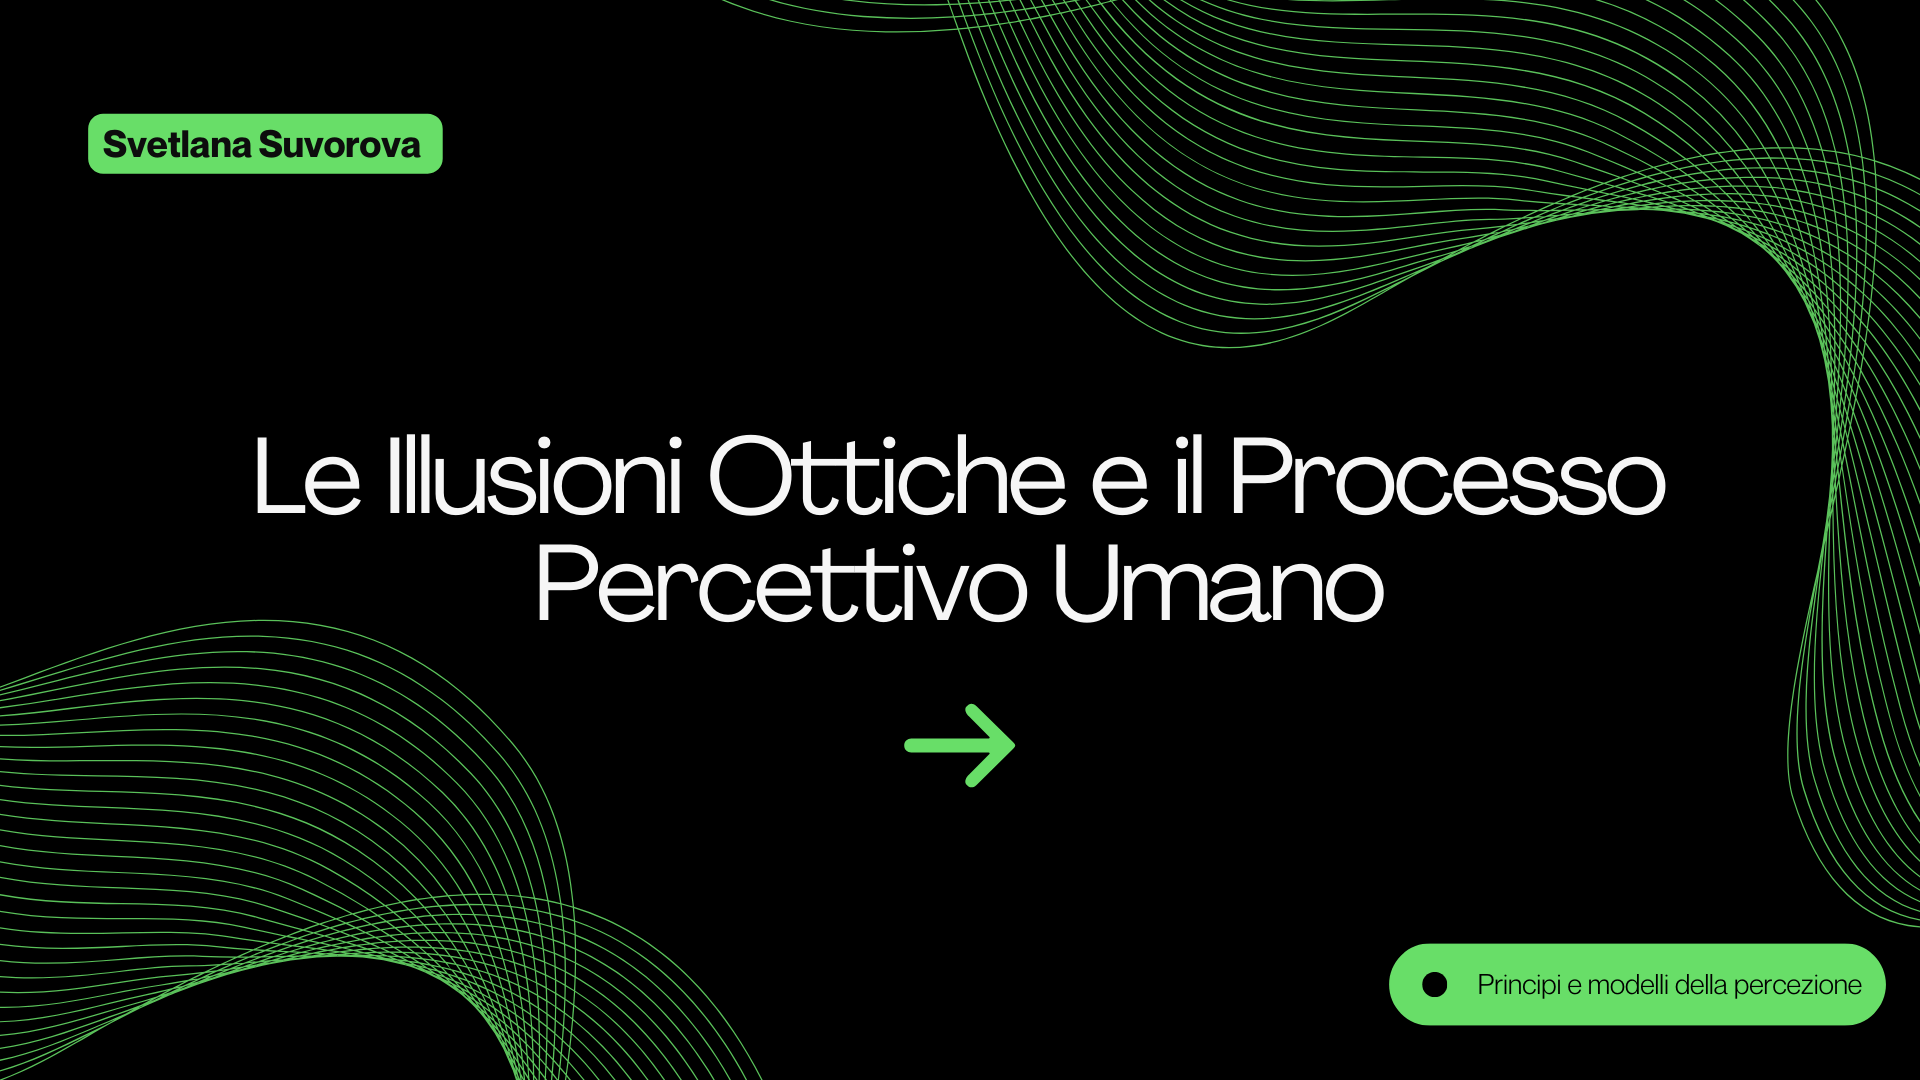 Svetlana Suvorova
Le Illusioni Ottiche e il Processo
Percettivo Umano
Principi e modelli della percezione